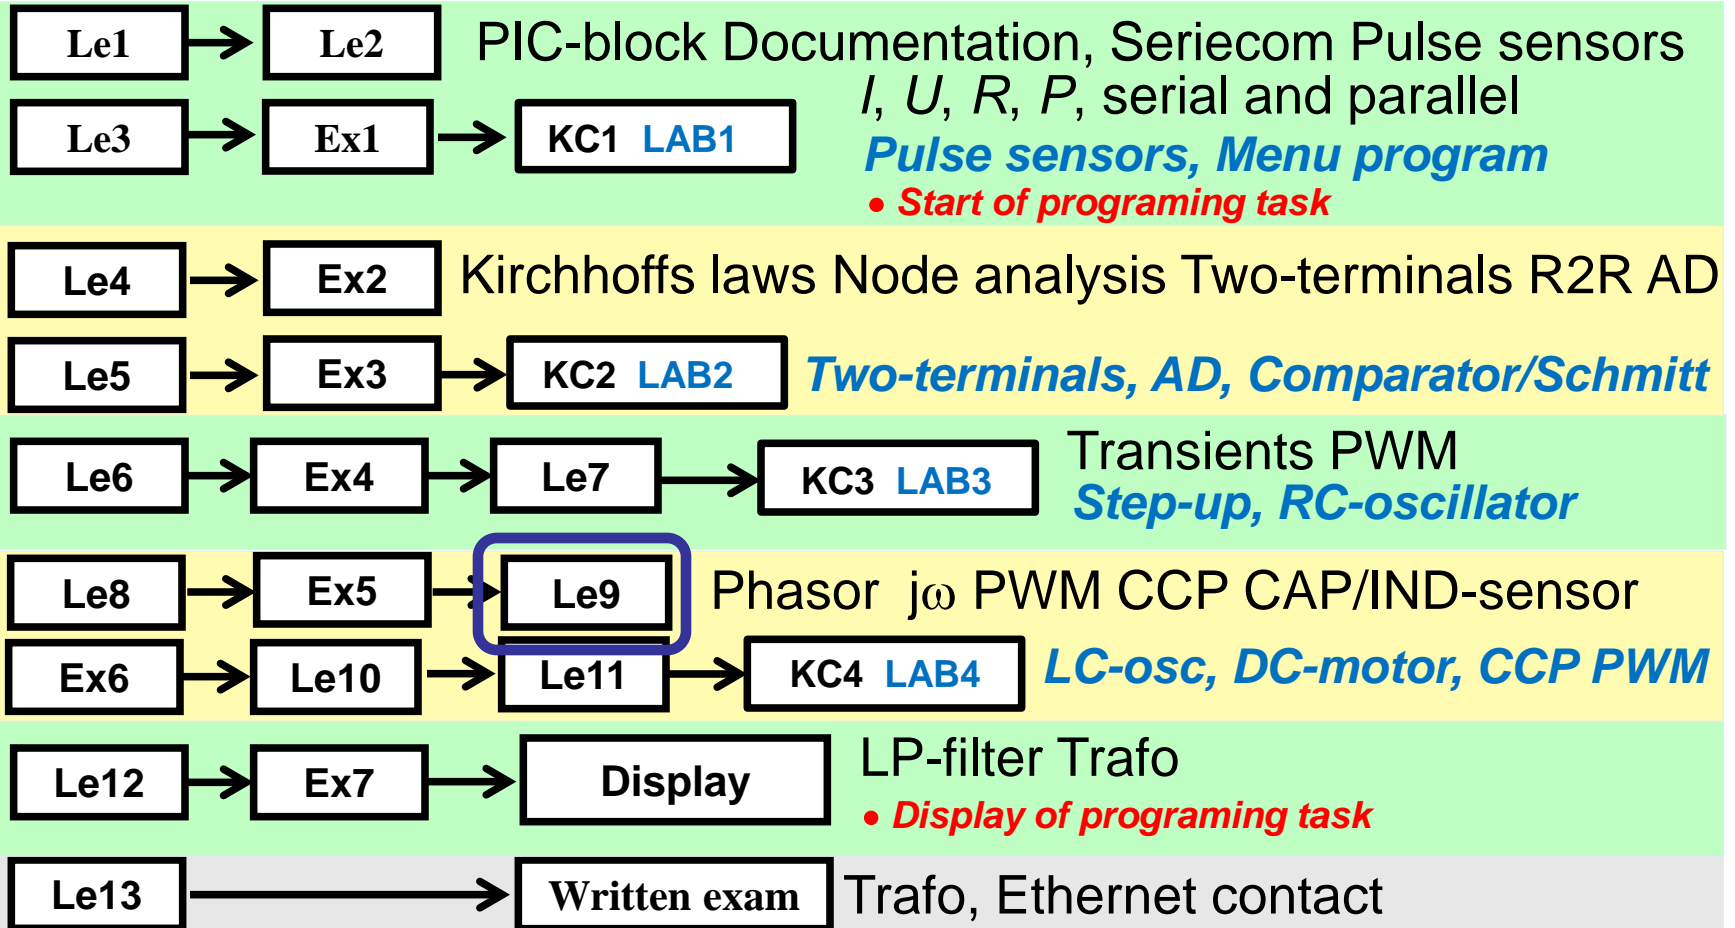 Le1 Le2 PIC-block Documentation, Seriecom Pulse sensors
I, U, R, P, serial and parallel
Le3 Ex1 KC1 LAB1 Pulse sensors, Menu program
• Start of programing task
Le4 Ex2 Kirchhoffs laws Node analysis Two-terminals R2R AD
Le5 Ex3 KC2 LAB2 Two-terminals, AD, Comparator/Schmitt
Le6 Ex4 Le7 KC3 LAB3 Transients PWM
Step-up, RC-oscillator
Le8 Ex5 Le9 Phasor jω PWM CCP CAP/IND-sensor
Ex6 Le10 Le11 KC4 LAB4 LC-osc, DC-motor, CCP PWM
Le12 Ex7 Display LP-filter Trafo
• Display of programing task
Le13 Written exam Trafo, Ethernet contact